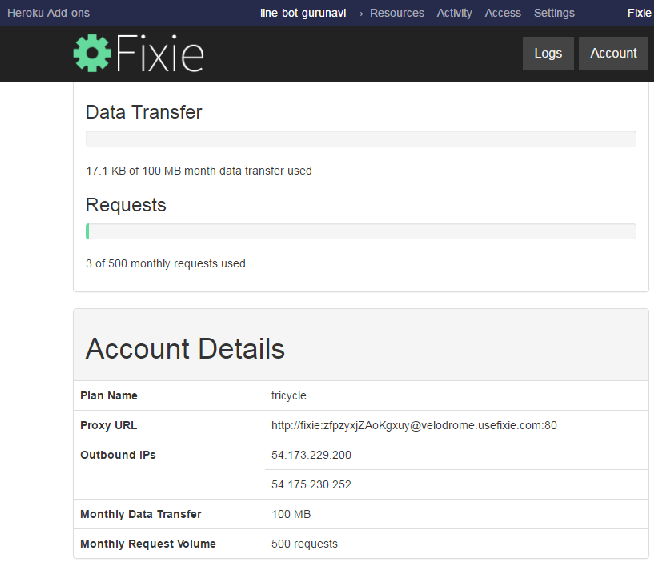 Heroku Add-ons line-bot-gurunavi › Resources Activity Access Settings Fixie
Fixie Logs Account
Data Transfer
17.1 KB of 100 MB month data transfer used
Requests
3 of 500 monthly requests used
Account Details
Plan Name tricycle
Proxy URL http://fixie:zfpzyxjZAoKgxuy@velodrome.usefixie.com:80
Outbound IPs 54.173.229.200
54.175.230.252
Monthly Data Transfer 100 MB
Monthly Request Volume 500 requests